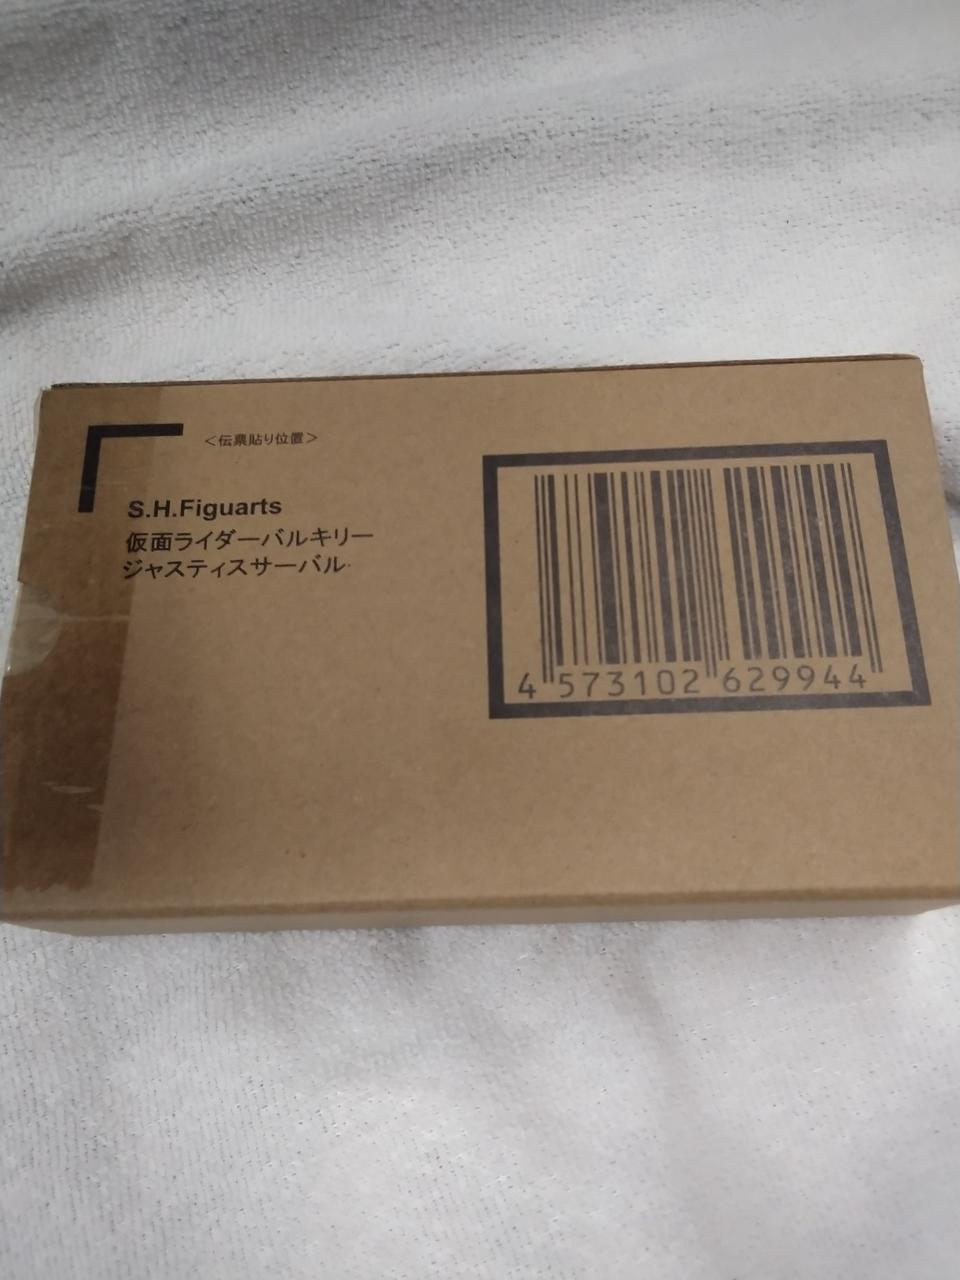 ＜伝票貼り位置＞
S.H.Figuarts
仮面ライダーバルキリー
ジャスティスサーバル
4 573102 629944